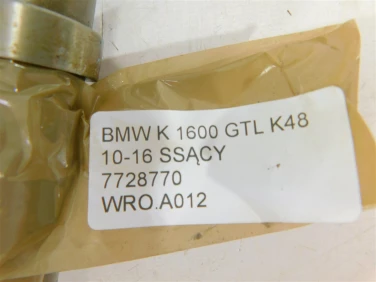 BMW K 1600 GTL K48
10-16 SSĄCY
7728770
WRO.A012